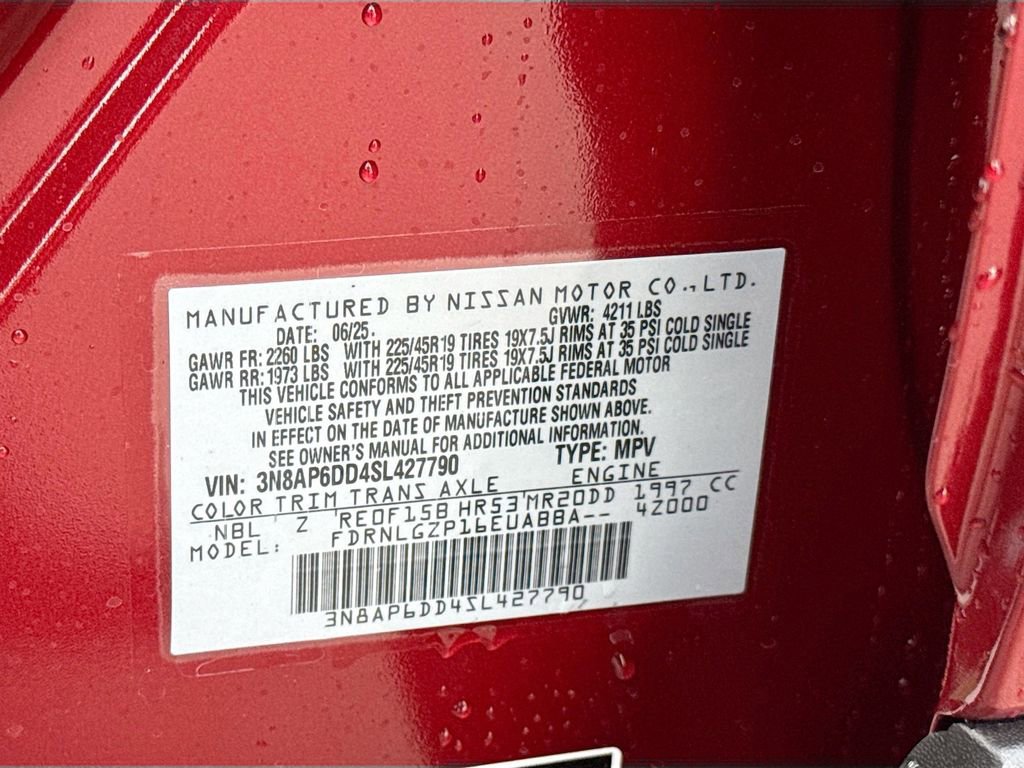 MANUFACTURED BY NISSAN MOTOR CO., LTD.
DATE: 06/25. GVWR: 4211 LBS
GAWR FR: 2260 LBS WITH 225/45R19 TIRES 19X7.5J RIMS AT 35 PSI COLD SINGLE
GAWR RR: 1973 LBS WITH 225/45R19 TIRES 19X7.5J RIMS AT 35 PSI COLD SINGLE
THIS VEHICLE CONFORMS TO ALL APPLICABLE FEDERAL MOTOR
VEHICLE SAFETY AND THEFT PREVENTION STANDARDS
IN EFFECT ON THE DATE OF MANUFACTURE SHOWN ABOVE.
SEE OWNER'S MANUAL FOR ADDITIONAL INFORMATION.
VIN: 3N8AP6DD4SL427790 TYPE: MPV
COLOR TRIM TRANS AXLE ENGINE
NBL Z RE0F15B HR53 MR20DD 1997 CC
MODEL: FDRNLGZP16EUABBA-- 42000
3N8AP6DD4SL427790